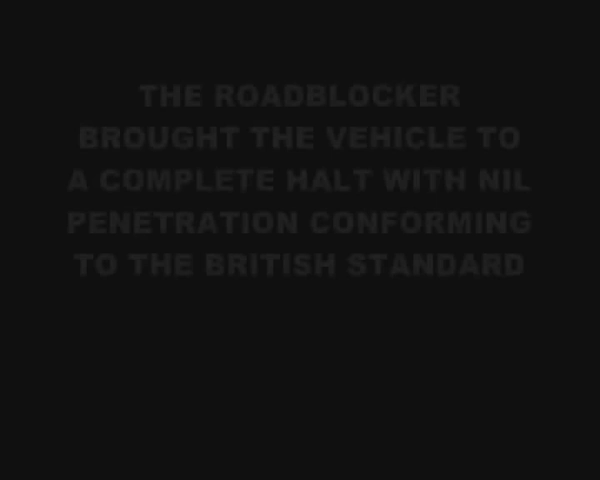 THE ROADBLOCKER
BROUGHT THE VEHICLE TO
A COMPLETE HALT WITH NIL
PENETRATION CONFORMING
TO THE BRITISH STANDARD